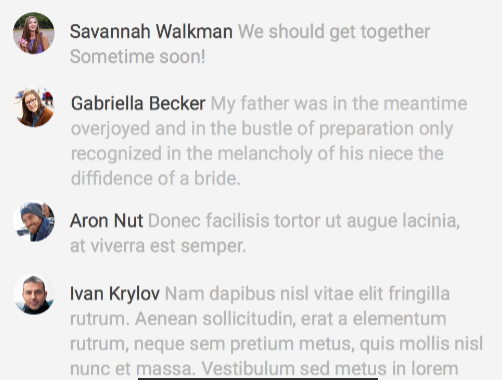 Savannah Walkman We should get together
Sometime soon!
Gabriella Becker My father was in the meantime
overjoyed and in the bustle of preparation only
recognized in the melancholy of his niece the
diffidence of a bride.
Aron Nut Donec facilisis tortor ut augue lacinia,
at viverra est semper.
Ivan Krylov Nam dapibus nisl vitae elit fringilla
rutrum. Aenean sollicitudin, erat a elementum
rutrum, neque sem pretium metus, quis mollis nisl
nunc et massa. Vestibulum sed metus in lorem